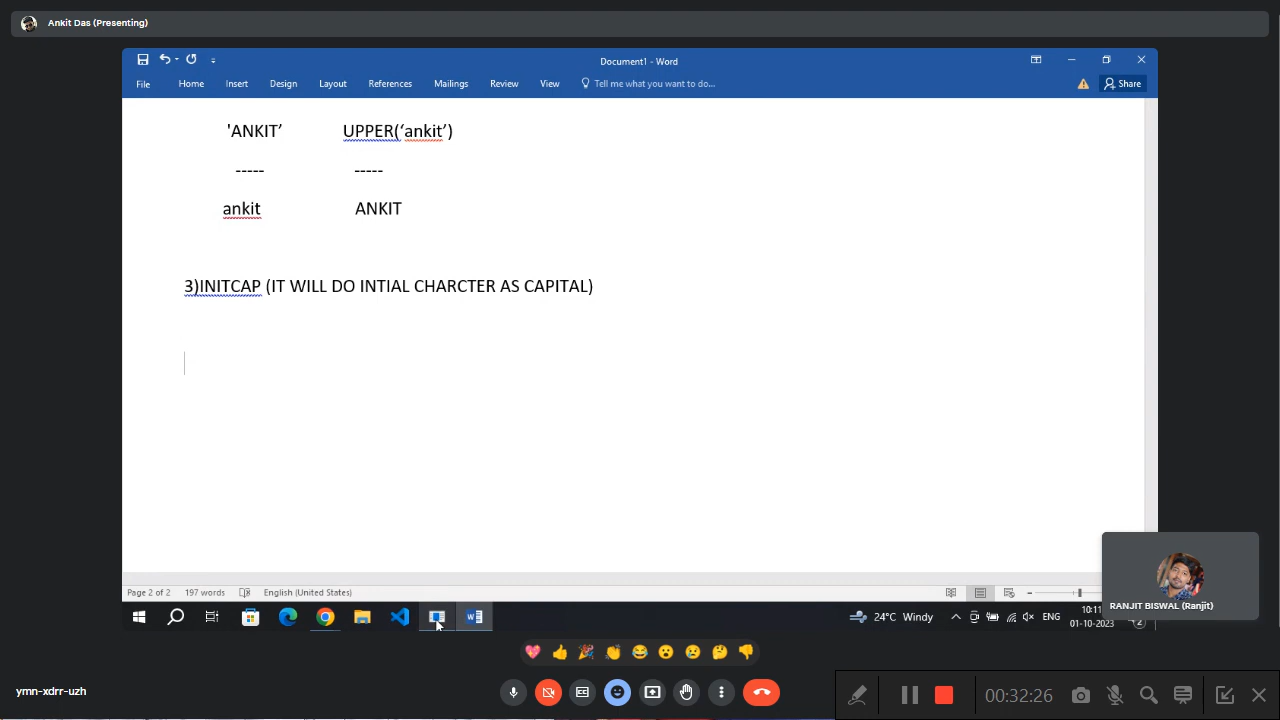 Ankit Das (Presenting)
Document1 - Word
File Home Insert Design Layout References Mailings Review View Tell me what you want to do... Share
'ANKIT’ UPPER(‘ankit’)
----- -----
ankit ANKIT
3)INITCAP (IT WILL DO INTIAL CHARCTER AS CAPITAL)
Page 2 of 2 197 words English (United States)
RANJIT BISWAL (Ranjit)
24°C Windy ENG 10:11
01-10-2023 2
ymn-xdrr-uzh
00:32:26